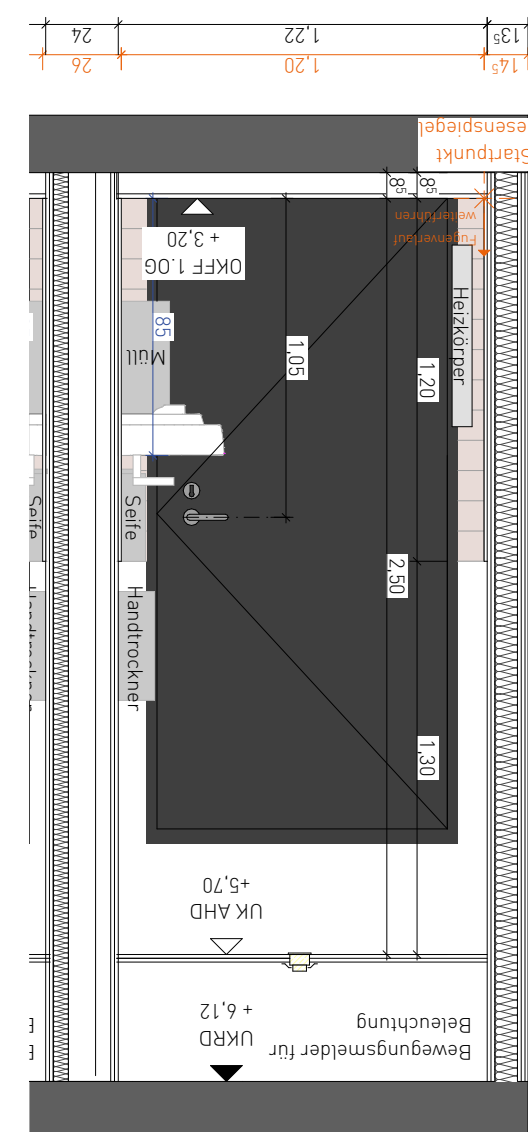 Bewegungsmelder für
Beleuchtung
UKRD
+ 6,12
UK AHD
+5,70
1,30
2,50
1,20
1,05
Handtrockner
Seife
Seife
Müll
85
Heizkörper
OKFF 1.OG
+ 3,20
Fugenverlauf
weiterführen
8⁵
8⁵
Startpunkt
14⁵
1,20
26
13⁵
1,22
24